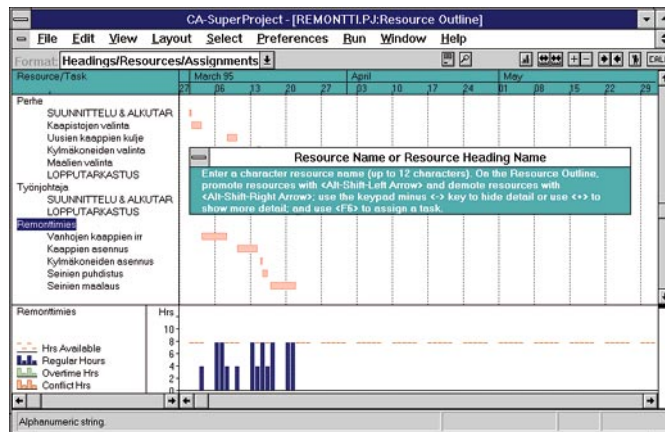 CA-SuperProject - [REMONTTI.PJ:Resource Outline]
File Edit View Layout Select Preferences Run Window Help
Format: Headings/Resources/Assignments
CALC
Resource/Task
March 95 April May
27 06 13 20 27 03 10 17 24 01 08 15 22 29
Perhe
SUUNNITTELU & ALKUTAR
Kaapistojen valinta
Uusien kaappien kulje
Kylmäkoneiden valinta
Maalien valinta
LOPPUTARKASTUS
Työnjohtaja
SUUNNITTELU & ALKUTAR
LOPPUTARKASTUS
Remonttimies
Vanhojen kaappien irr
Kaappien asennus
Kylmäkoneiden asennus
Seinien puhdistus
Seinien maalaus
Resource Name or Resource Heading Name
Enter a character resource name (up to 12 characters). On the Resource Outline,
promote resources with <Alt-Shift-Left Arrow> and demote resources with
<Alt-Shift-Right Arrow>; use the keypad minus <-> key to hide detail or use <+> to
show more detail; and use <F6> to assign a task.
Remonttimies
Hrs
10
8
6
4
2
0
Hrs Available
Regular Hours
Overtime Hrs
Conflict Hrs
Alphanumeric string.